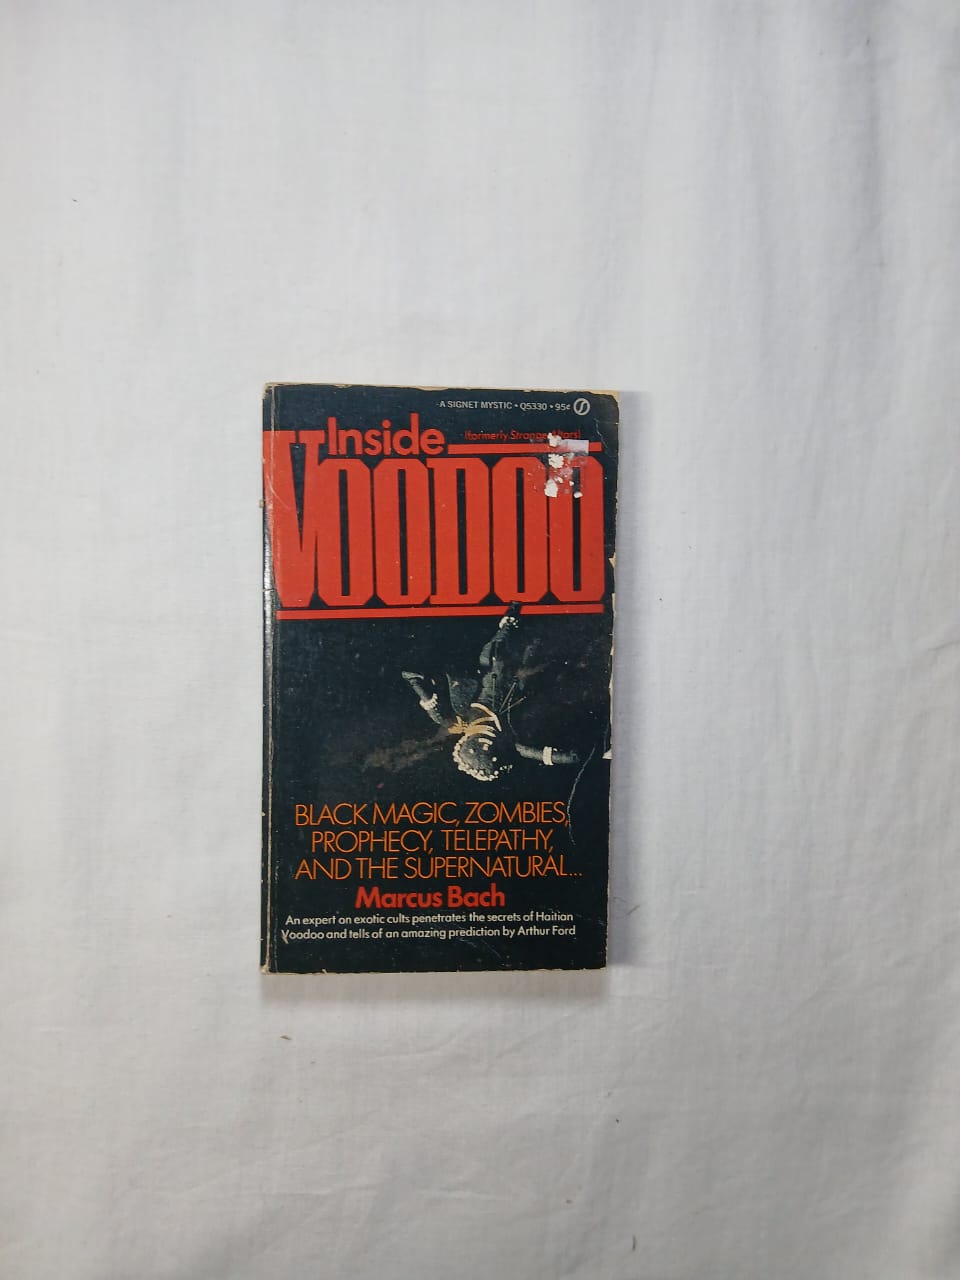 A SIGNET MYSTIC • Q5330 • 95¢
Inside
(formerly Strange Altars)
VOODOO
BLACK MAGIC, ZOMBIES,
PROPHECY, TELEPATHY,
AND THE SUPERNATURAL...
Marcus Bach
An expert on exotic cults penetrates the secrets of Haitian
Voodoo and tells of an amazing prediction by Arthur Ford